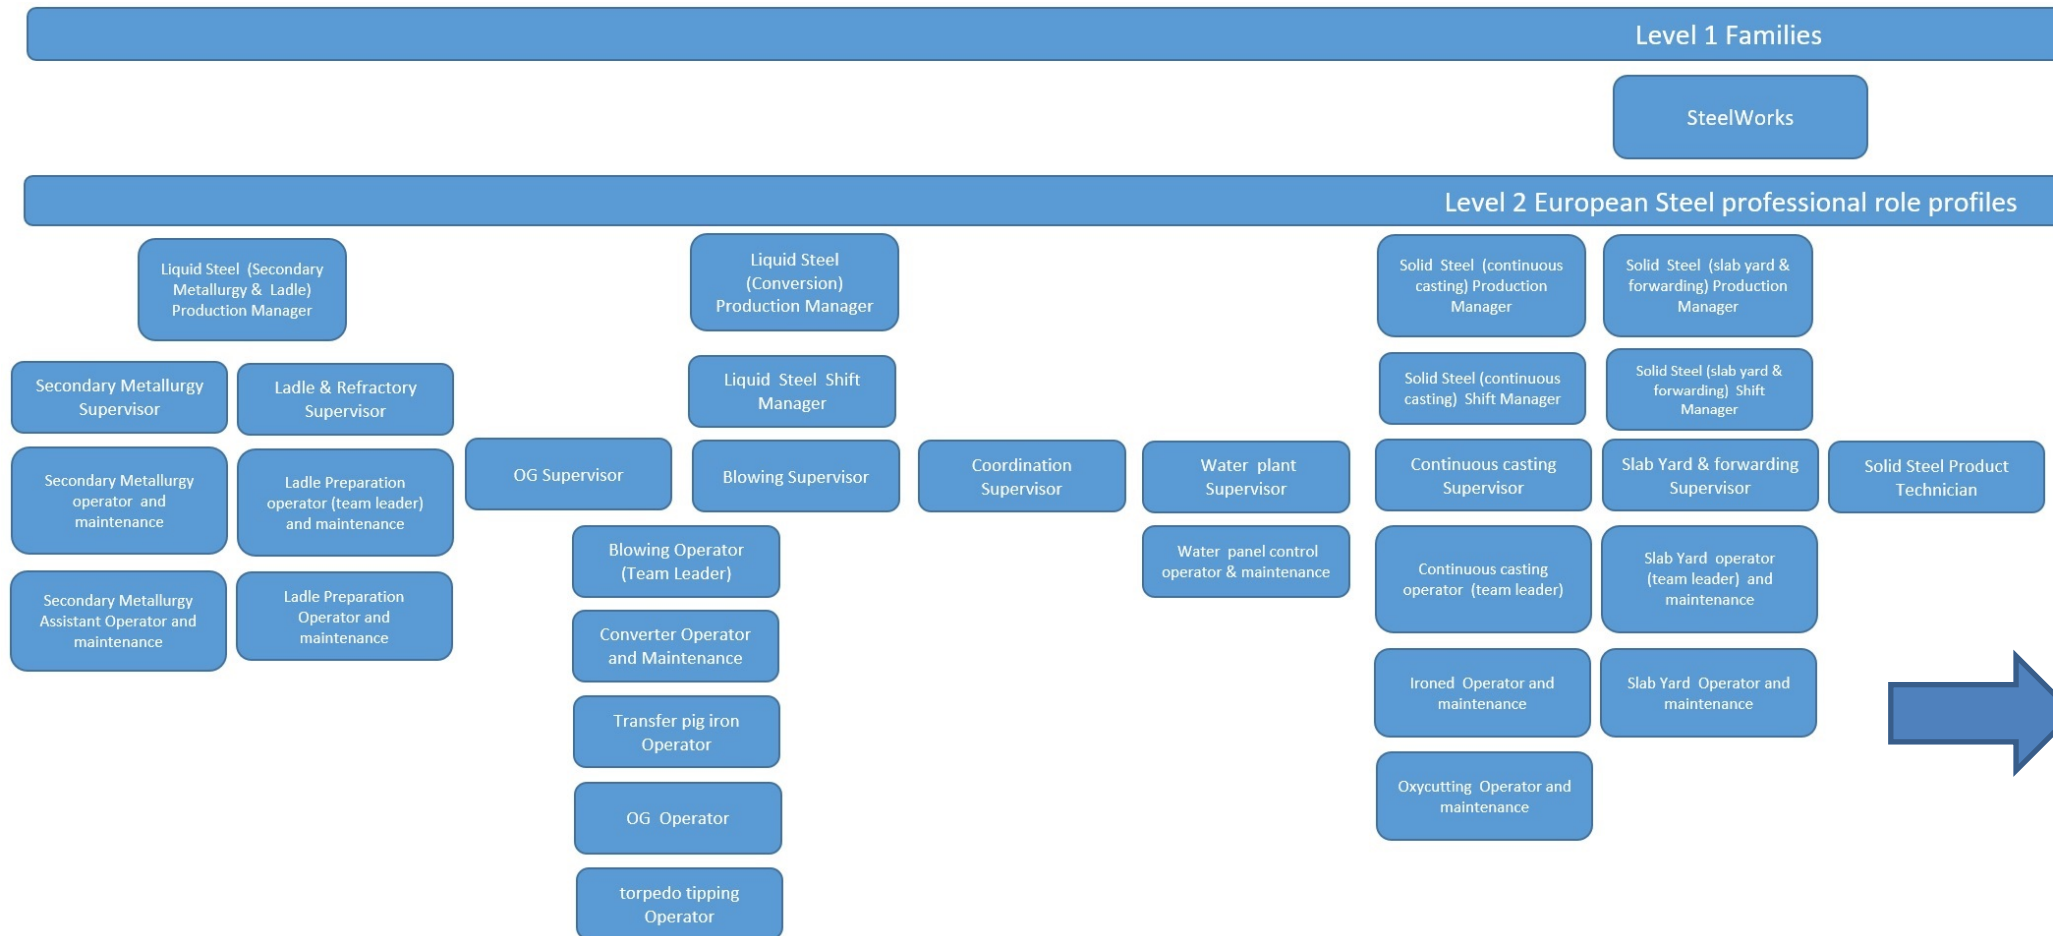 Level 1 Families
SteelWorks
Level 2 European Steel professional role profiles
Liquid Steel (Secondary
Metallurgy & Ladle)
Production Manager
Liquid Steel
(Conversion)
Production Manager
Solid Steel (continuous
casting) Production
Manager
Solid Steel (slab yard &
forwarding) Production
Manager
Secondary Metallurgy
Supervisor
Ladle & Refractory
Supervisor
Liquid Steel Shift
Manager
Solid Steel (continuous
casting) Shift Manager
Solid Steel (slab yard &
forwarding) Shift
Manager
Secondary Metallurgy
operator and
maintenance
Ladle Preparation
operator (team leader)
and maintenance
OG Supervisor
Blowing Supervisor
Coordination
Supervisor
Water plant
Supervisor
Continuous casting
Supervisor
Slab Yard & forwarding
Supervisor
Solid Steel Product
Technician
Secondary Metallurgy
Assistant Operator and
maintenance
Ladle Preparation
Operator and
maintenance
Blowing Operator
(Team Leader)
Water panel control
operator & maintenance
Continuous casting
operator (team leader)
Slab Yard operator
(team leader) and
maintenance
Converter Operator
and Maintenance
Ironed Operator and
maintenance
Slab Yard Operator and
maintenance
Transfer pig iron
Operator
Oxycutting Operator and
maintenance
OG Operator
torpedo tipping
Operator